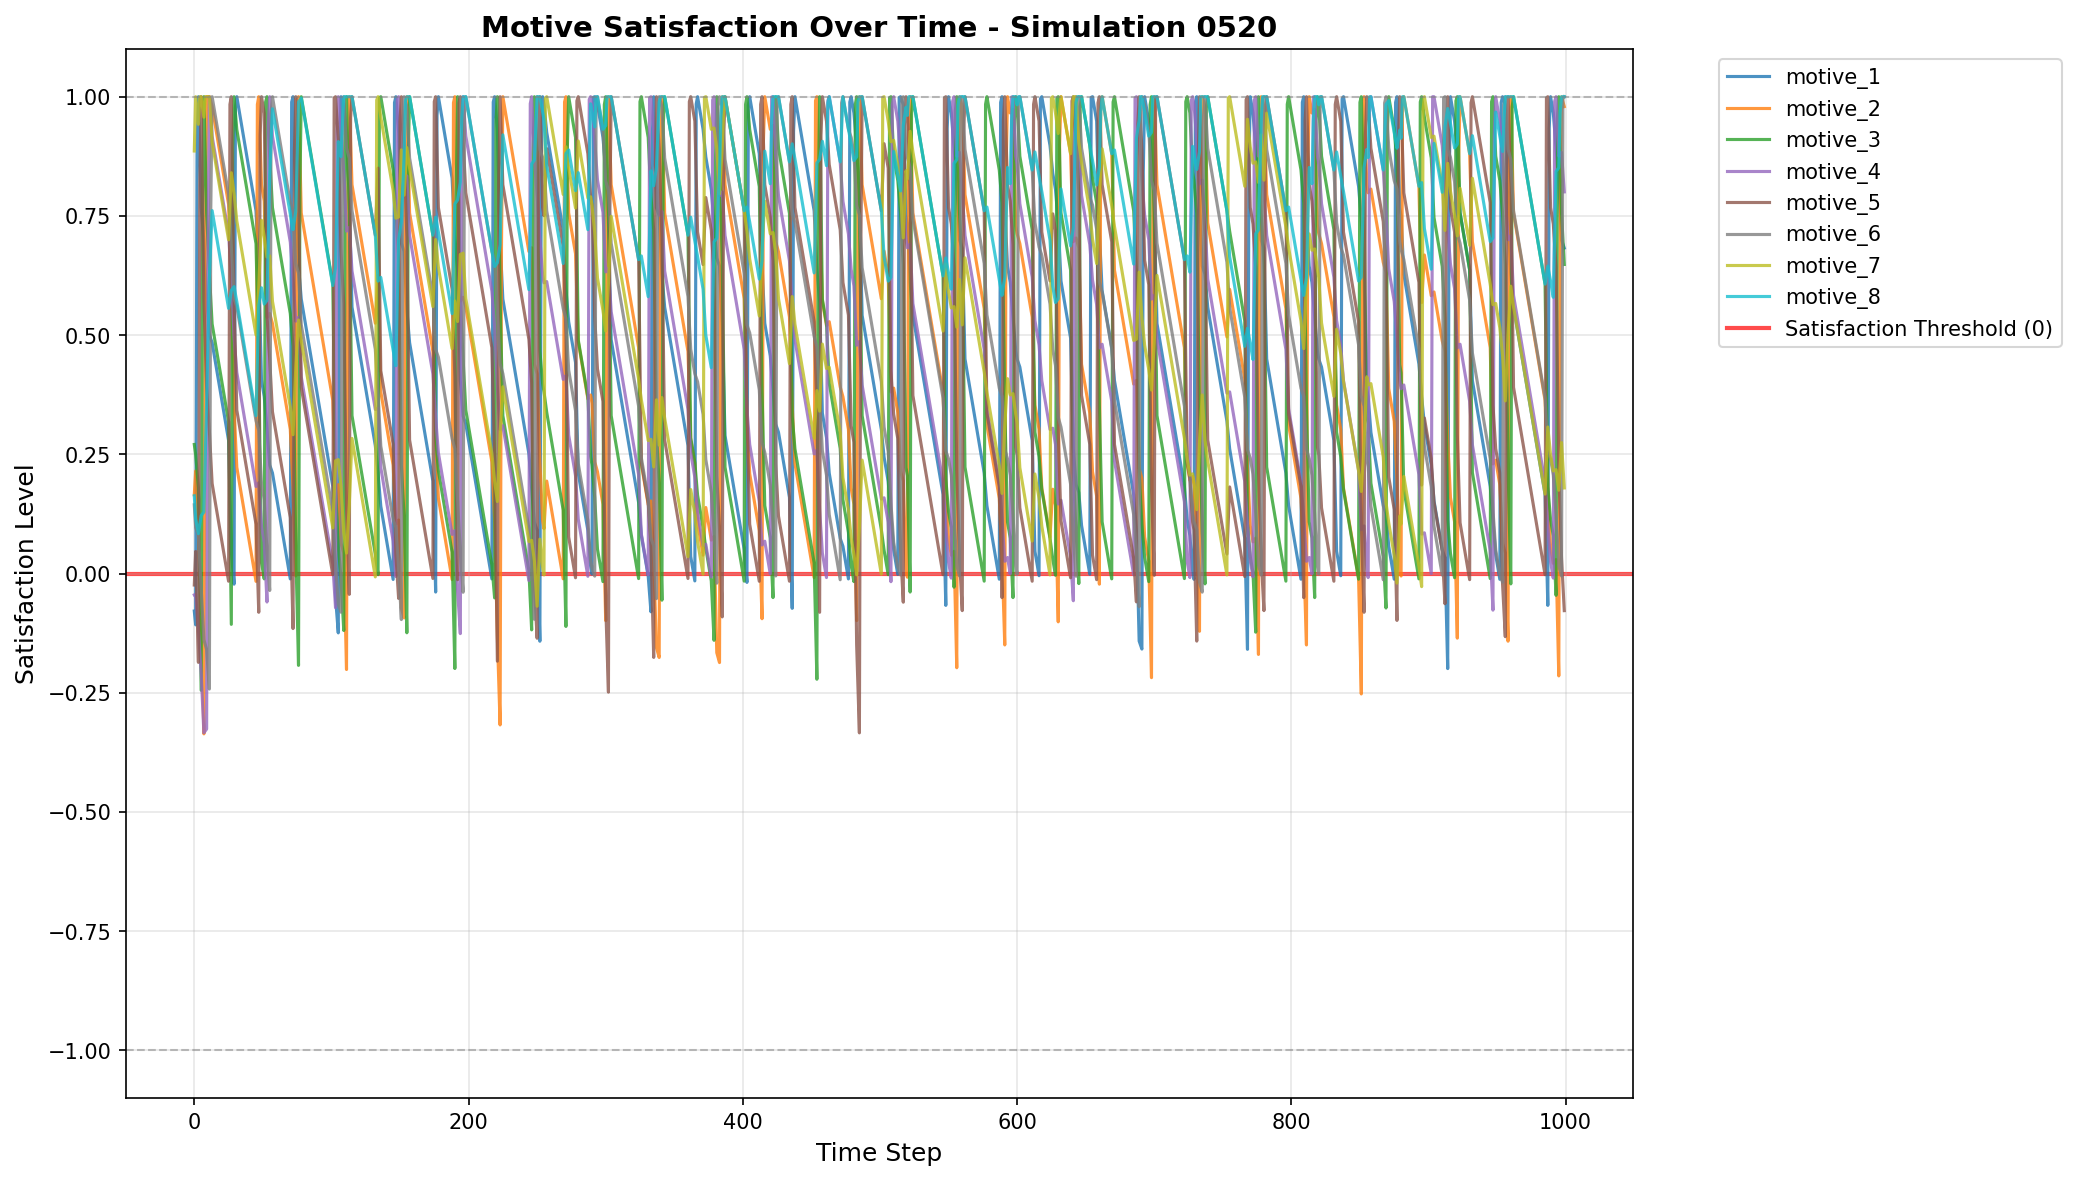 Motive Satisfaction Over Time - Simulation 0520
1.00
0.75
0.50
0.25
0.00
−0.25
−0.50
−0.75
−1.00
Satisfaction Level
0
200
400
600
800
1000
Time Step
motive_1
motive_2
motive_3
motive_4
motive_5
motive_6
motive_7
motive_8
Satisfaction Threshold (0)